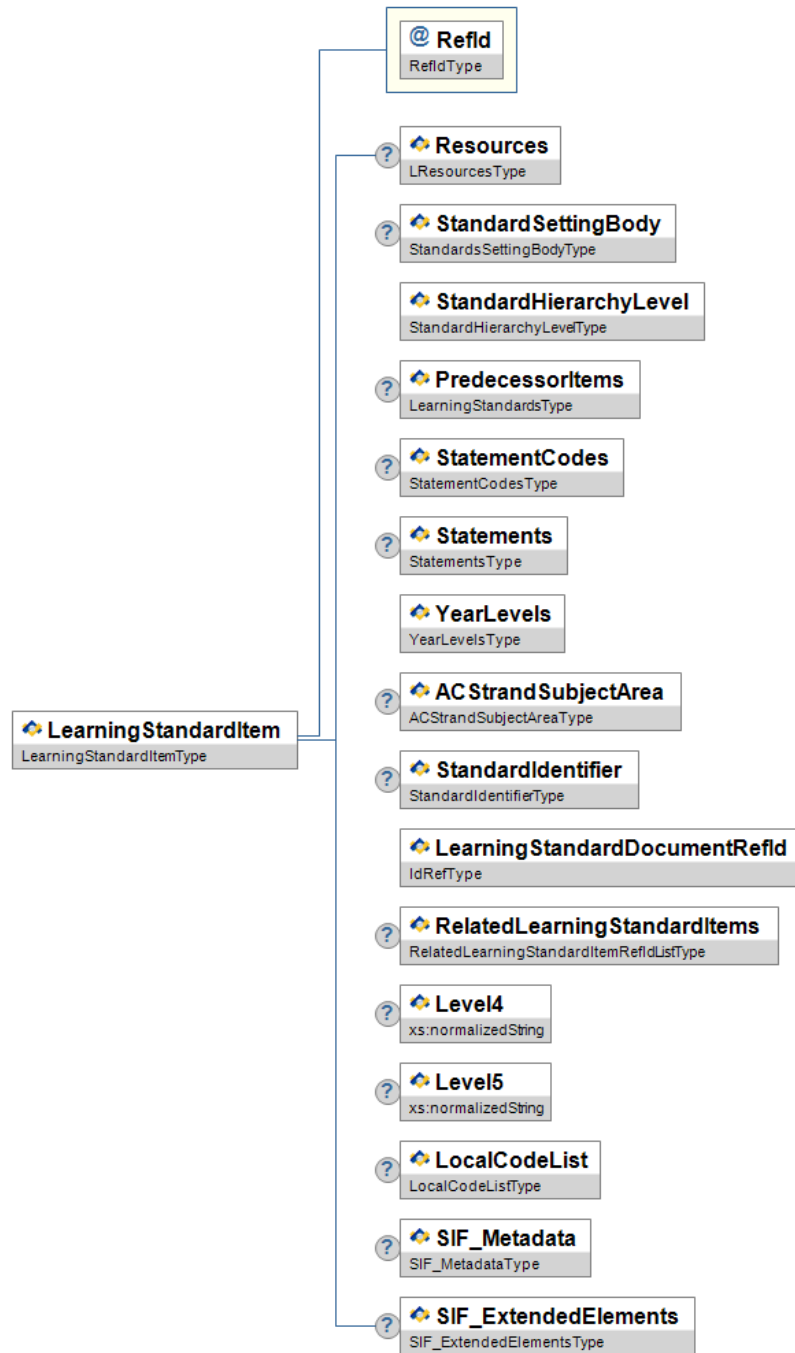 @ RefId
RefIdType
? Resources
LResourcesType
? StandardSettingBody
StandardsSettingBodyType
StandardHierarchyLevel
StandardHierarchyLevelType
? PredecessorItems
LearningStandardsType
? StatementCodes
StatementCodesType
? Statements
StatementsType
YearLevels
YearLevelsType
? ACStrandSubjectArea
ACStrandSubjectAreaType
LearningStandardItem
LearningStandardItemType
? StandardIdentifier
StandardIdentifierType
LearningStandardDocumentRefId
IdRefType
? RelatedLearningStandardItems
RelatedLearningStandardItemRefIdListType
? Level4
xs:normalizedString
? Level5
xs:normalizedString
? LocalCodeList
LocalCodeListType
? SIF_Metadata
SIF_MetadataType
? SIF_ExtendedElements
SIF_ExtendedElementsType